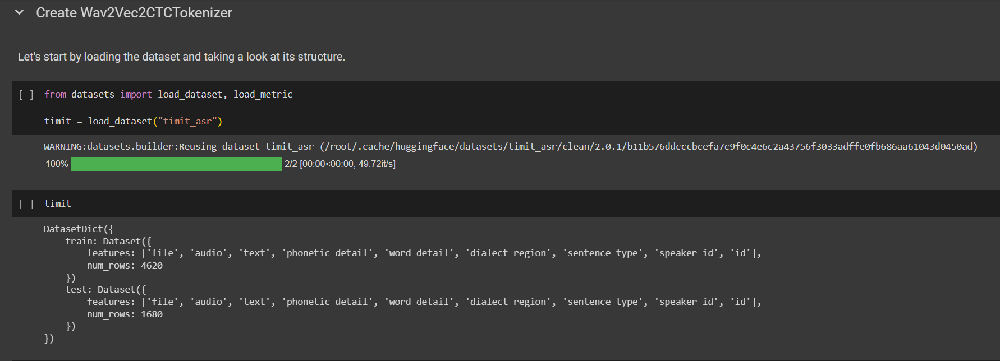 Create Wav2Vec2CTCTokenizer
Let's start by loading the dataset and taking a look at its structure.
[ ] from datasets import load_dataset, load_metric
timit = load_dataset("timit_asr")
WARNING:datasets.builder:Reusing dataset timit_asr (/root/.cache/huggingface/datasets/timit_asr/clean/2.0.1/b11b576ddcccbcefa7c9f0c4e6c2a43756f3033adffe0fb686aa61043d0450ad)
100% 2/2 [00:00<00:00, 49.72it/s]
[ ] timit
DatasetDict({
    train: Dataset({
        features: ['file', 'audio', 'text', 'phonetic_detail', 'word_detail', 'dialect_region', 'sentence_type', 'speaker_id', 'id'],
        num_rows: 4620
    })
    test: Dataset({
        features: ['file', 'audio', 'text', 'phonetic_detail', 'word_detail', 'dialect_region', 'sentence_type', 'speaker_id', 'id'],
        num_rows: 1680
    })
})